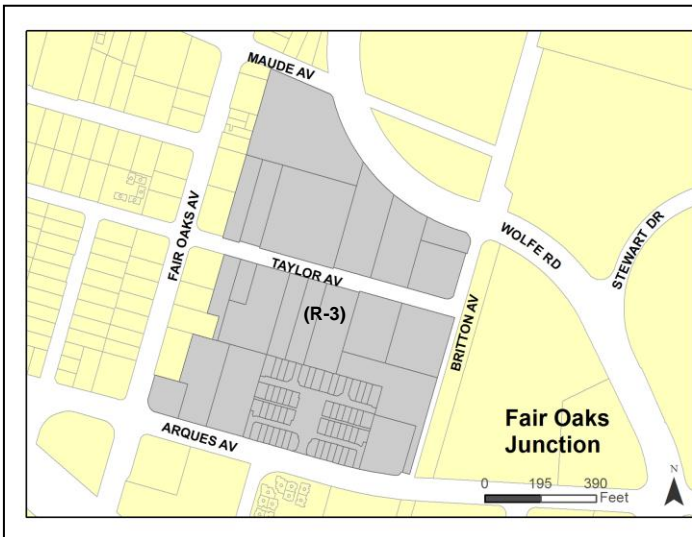 MAUDE AV
FAIR OAKS AV
WOLFE RD
STEWART DR
TAYLOR AV
(R-3)
BRITTON AV
Fair Oaks
Junction
ARQUES AV
N
0 195 390
Feet